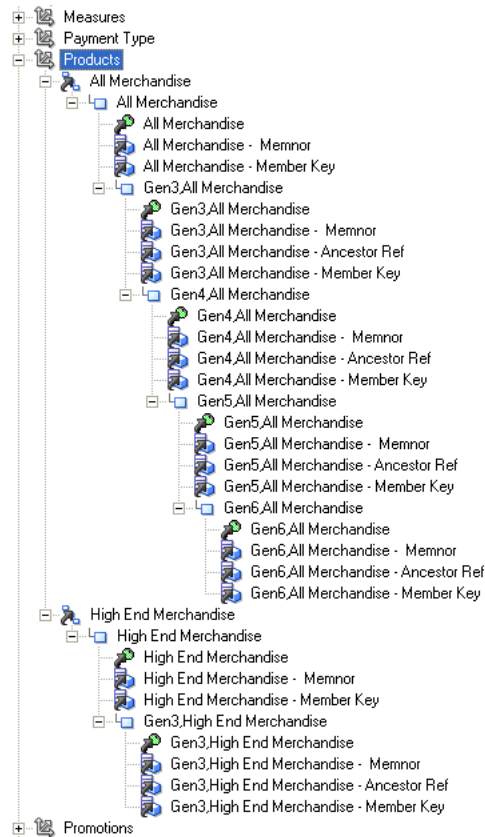 Measures
Payment Type
Products
All Merchandise
All Merchandise
All Merchandise
All Merchandise -  Memnor
All Merchandise - Member Key
Gen3,All Merchandise
Gen3,All Merchandise
Gen3,All Merchandise -  Memnor
Gen3,All Merchandise - Ancestor Ref
Gen3,All Merchandise - Member Key
Gen4,All Merchandise
Gen4,All Merchandise
Gen4,All Merchandise -  Memnor
Gen4,All Merchandise - Ancestor Ref
Gen4,All Merchandise - Member Key
Gen5,All Merchandise
Gen5,All Merchandise
Gen5,All Merchandise -  Memnor
Gen5,All Merchandise - Ancestor Ref
Gen5,All Merchandise - Member Key
Gen6,All Merchandise
Gen6,All Merchandise
Gen6,All Merchandise -  Memnor
Gen6,All Merchandise - Ancestor Ref
Gen6,All Merchandise - Member Key
High End Merchandise
High End Merchandise
High End Merchandise
High End Merchandise -  Memnor
High End Merchandise - Member Key
Gen3,High End Merchandise
Gen3,High End Merchandise
Gen3,High End Merchandise -  Memnor
Gen3,High End Merchandise - Ancestor Ref
Gen3,High End Merchandise - Member Key
Promotions